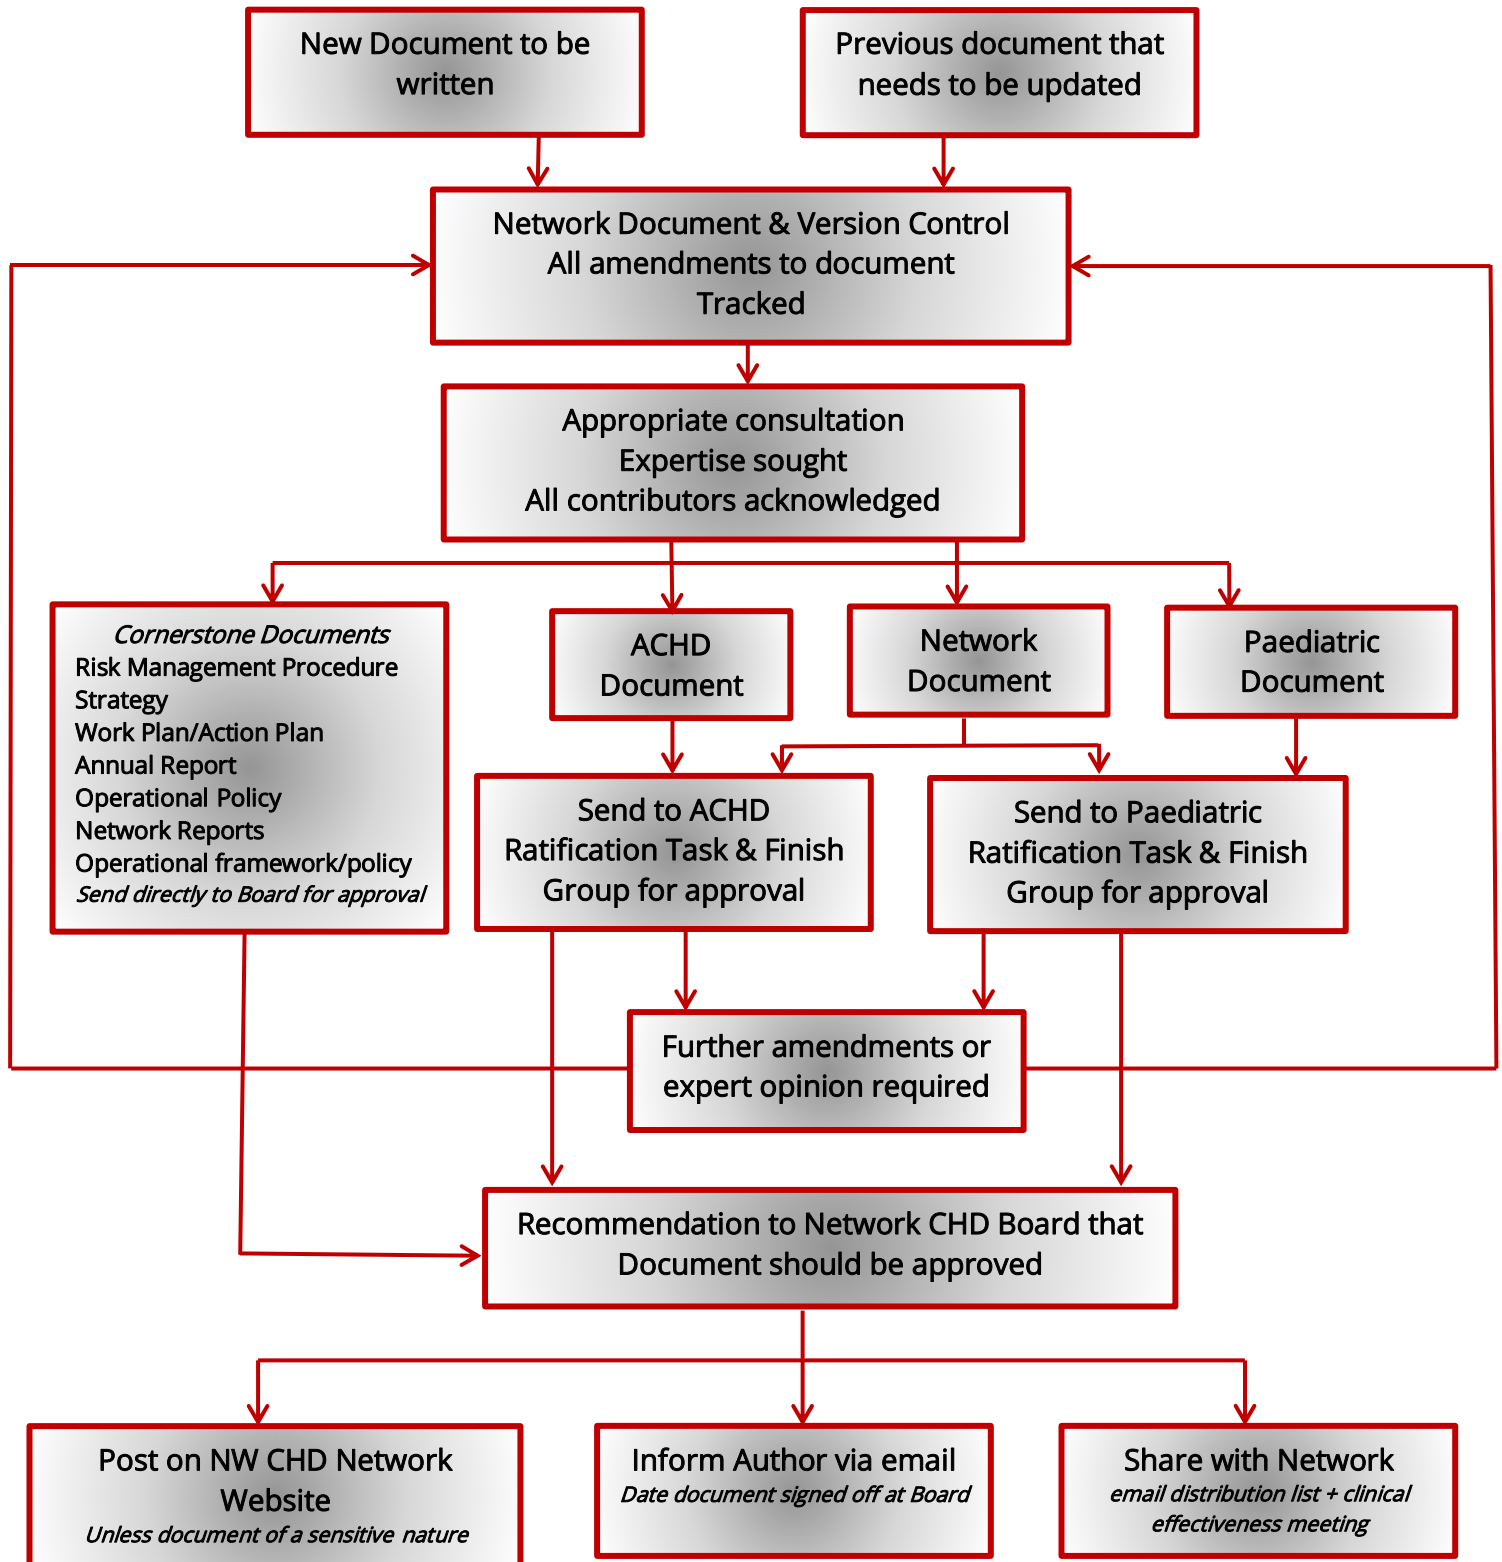 New Document to be
written
Previous document that
needs to be updated
Network Document & Version Control
All amendments to document
Tracked
Appropriate consultation
Expertise sought
All contributors acknowledged
Cornerstone Documents
Risk Management Procedure
Strategy
Work Plan/Action Plan
Annual Report
Operational Policy
Network Reports
Operational framework/policy
Send directly to Board for approval
ACHD
Document
Network
Document
Paediatric
Document
Send to ACHD
Ratification Task & Finish
Group for approval
Send to Paediatric
Ratification Task & Finish
Group for approval
Further amendments or
expert opinion required
Recommendation to Network CHD Board that
Document should be approved
Post on NW CHD Network
Website
Unless document of a sensitive nature
Inform Author via email
Date document signed off at Board
Share with Network
email distribution list + clinical
effectiveness meeting